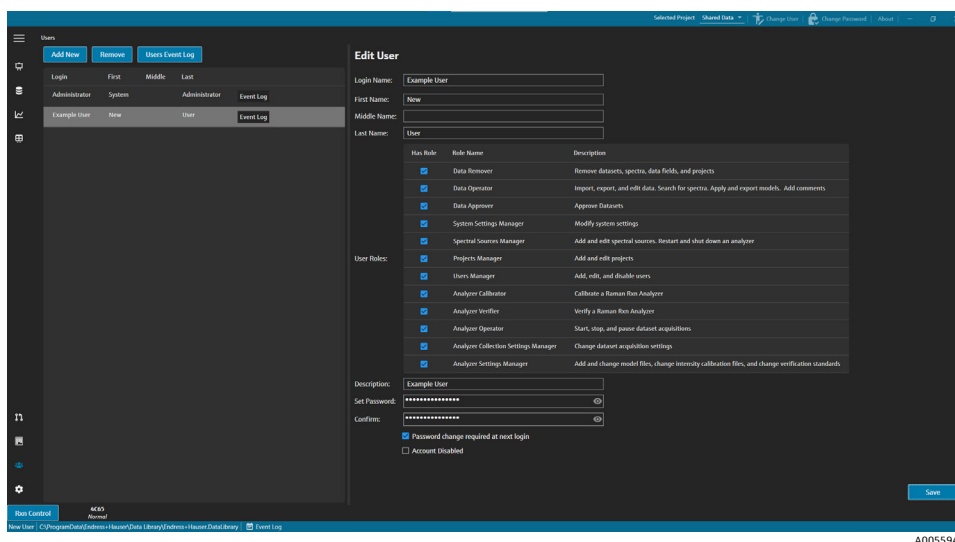 Selected Project Shared Data Change User Change Password About
Users
Add New Remove Users Event Log
Login First Middle Last
Administrator System Administrator Event Log
Example User New User Event Log
Edit User
Login Name: Example User
First Name: New
Middle Name:
Last Name: User
User Roles:
Has Role Role Name Description
Data Remover Remove datasets, spectra, data fields, and projects
Data Operator Import, export, and edit data. Search for spectra. Apply and export models. Add comments
Data Approver Approve Datasets
System Settings Manager Modify system settings
Spectral Sources Manager Add and edit spectral sources. Restart and shut down an analyzer
Projects Manager Add and edit projects
Users Manager Add, edit, and disable users
Analyzer Calibrator Calibrate a Raman Rxn Analyzer
Analyzer Verifier Verify a Raman Rxn Analyzer
Analyzer Operator Start, stop, and pause dataset acquisitions
Analyzer Collection Settings Manager Change dataset acquisition settings
Analyzer Settings Manager Add and change model files, change intensity calibration files, and change verification standards
Description: Example User
Set Password: •••••••••••••••
Confirm: •••••••••••••••
Password change required at next login
Account Disabled
Save
Rxn Control 4C65
Normal
New User C:\ProgramData\Endress+Hauser\Data Library\Endress+Hauser.DataLibrary Event Log
A005594